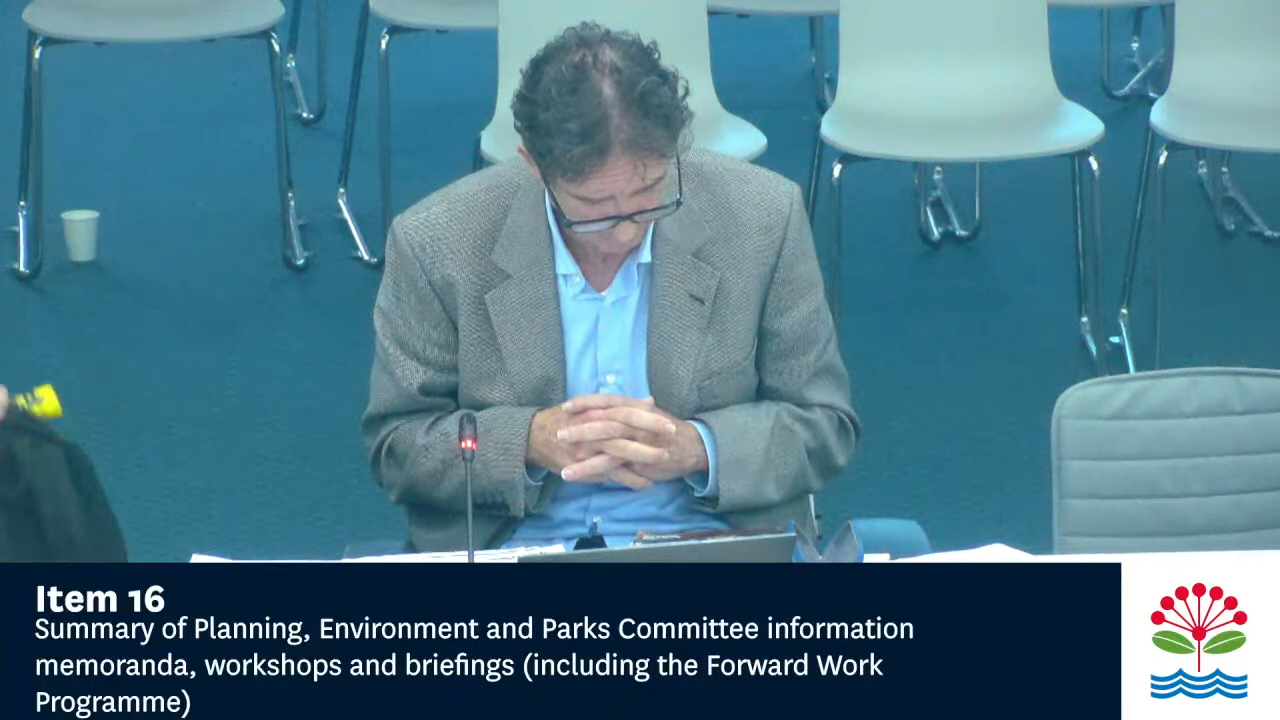 Item 16
Summary of Planning, Environment and Parks Committee information
memoranda, workshops and briefings (including the Forward Work
Programme)